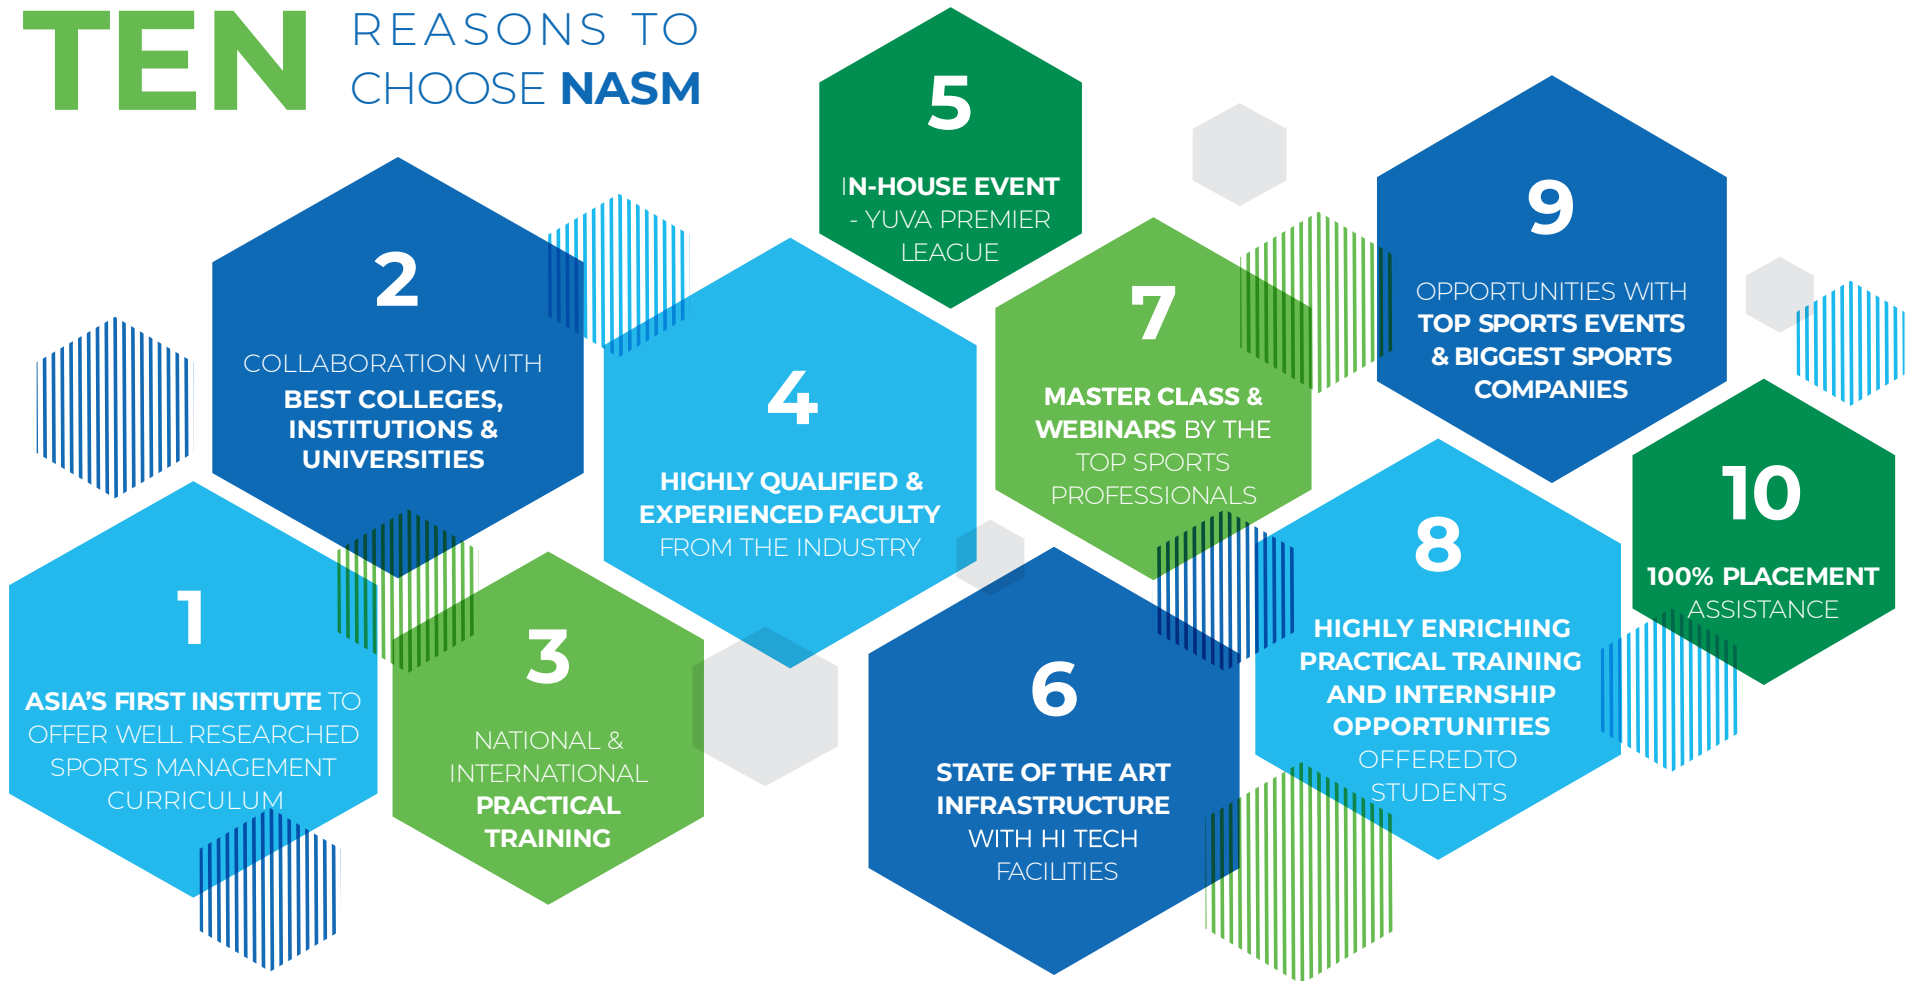 TEN
REASONS TO
CHOOSE NASM
1
ASIA'S FIRST INSTITUTE TO
OFFER WELL RESEARCHED
SPORTS MANAGEMENT
CURRICULUM
2
COLLABORATION WITH
BEST COLLEGES,
INSTITUTIONS &
UNIVERSITIES
3
NATIONAL &
INTERNATIONAL
PRACTICAL
TRAINING
4
HIGHLY QUALIFIED &
EXPERIENCED FACULTY
FROM THE INDUSTRY
5
IN-HOUSE EVENT
- YUVA PREMIER
LEAGUE
6
STATE OF THE ART
INFRASTRUCTURE
WITH HI TECH
FACILITIES
7
MASTER CLASS &
WEBINARS BY THE
TOP SPORTS
PROFESSIONALS
8
HIGHLY ENRICHING
PRACTICAL TRAINING
AND INTERNSHIP
OPPORTUNITIES
OFFEREDTO
STUDENTS
9
OPPORTUNITIES WITH
TOP SPORTS EVENTS
& BIGGEST SPORTS
COMPANIES
10
100% PLACEMENT
ASSISTANCE